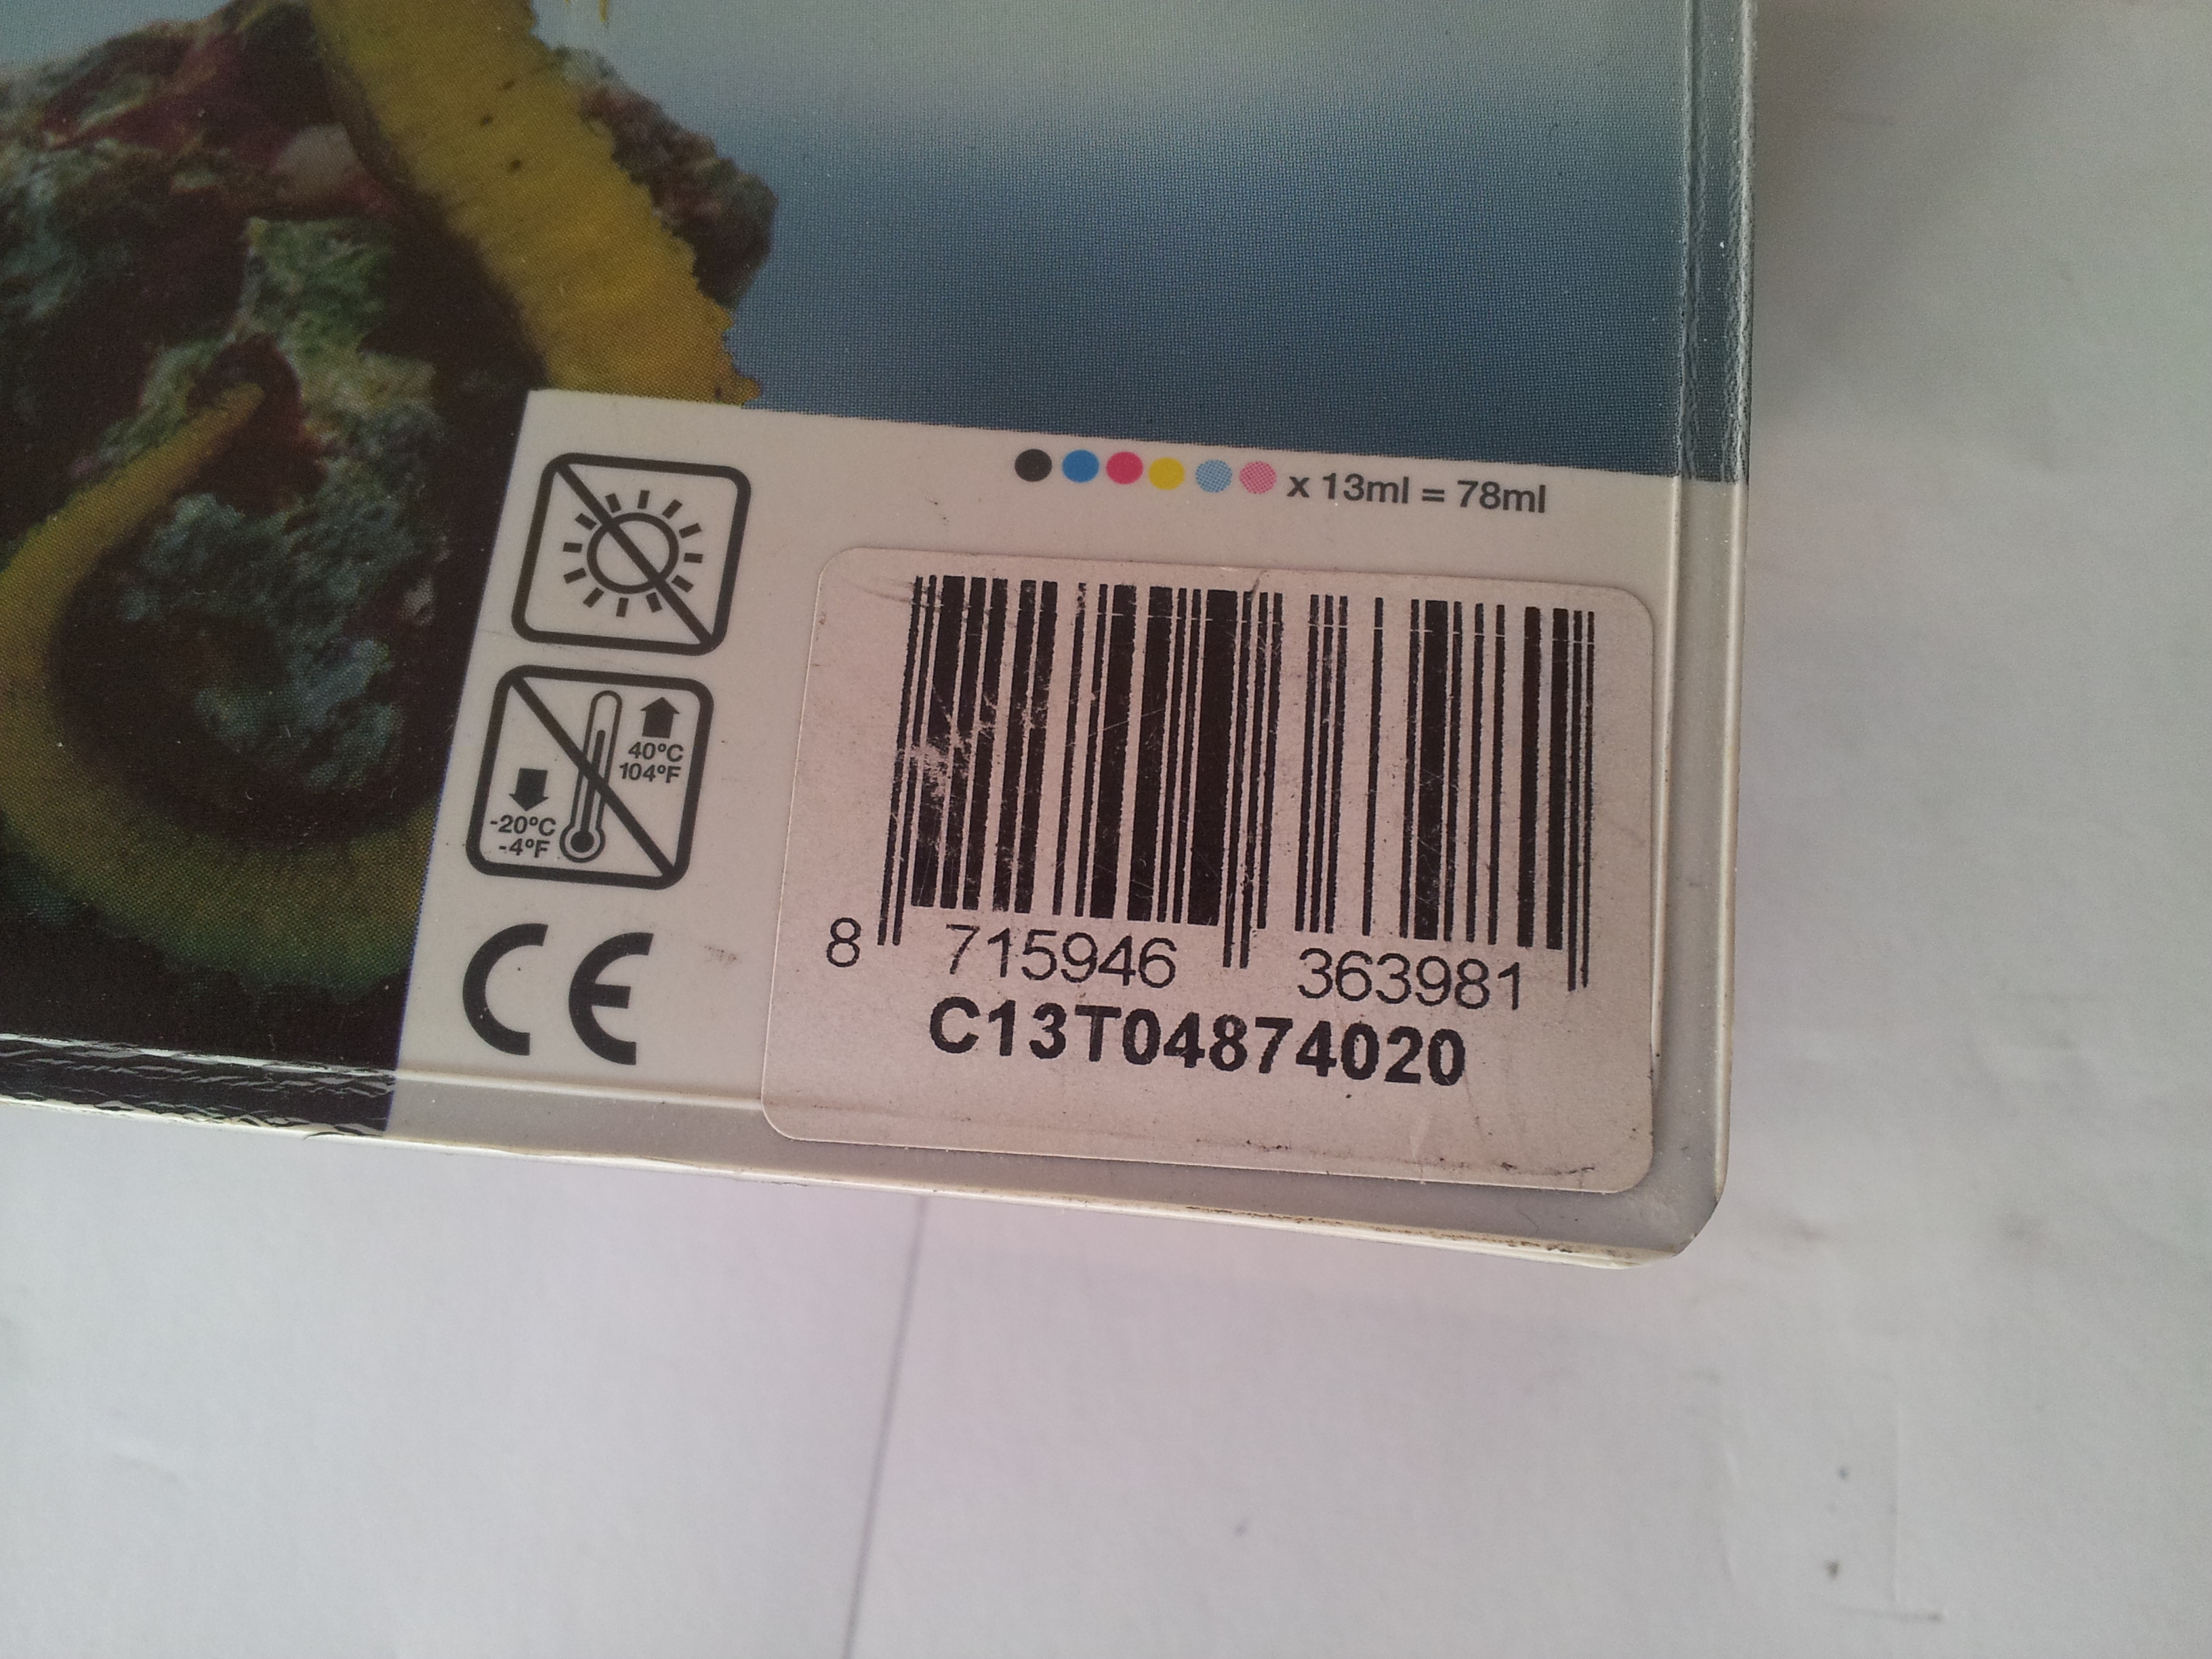 x 13ml = 78ml
40°C
104°F
-20°C
-4°F
CE
8 715946 363981
C13T04874020